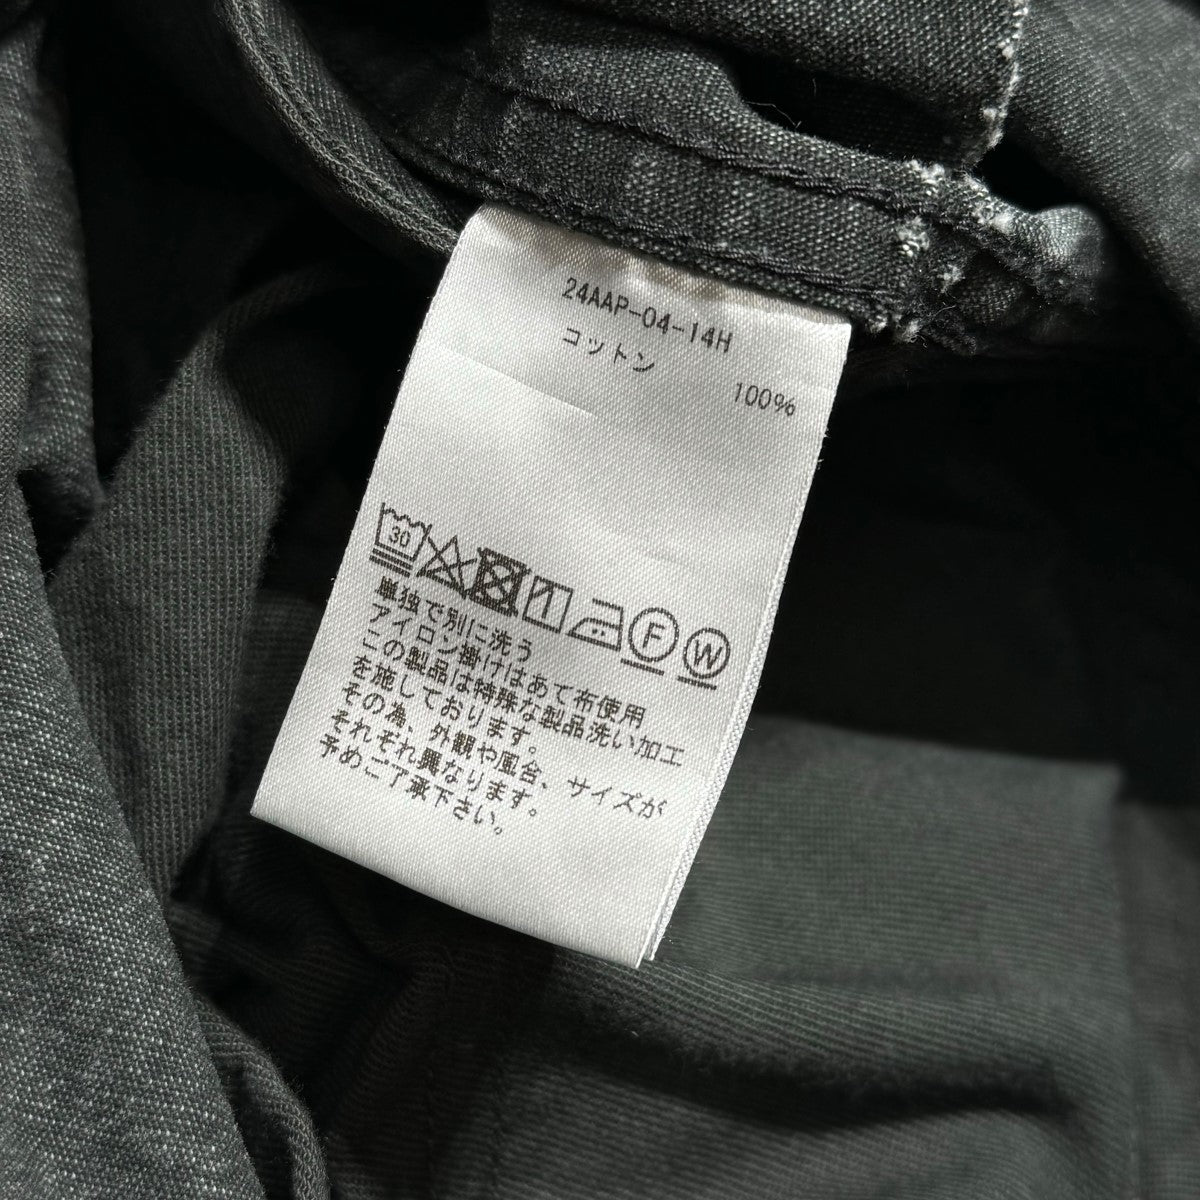 24AAP-04-14H
コットン
100%
30
F
W
単独で別に洗う
アイロン掛けはあて布使用
この製品は特殊な製品洗い加工
を施しております。
その為、外観や風合、サイズが
それぞれ異なります。
予めご了承下さい。